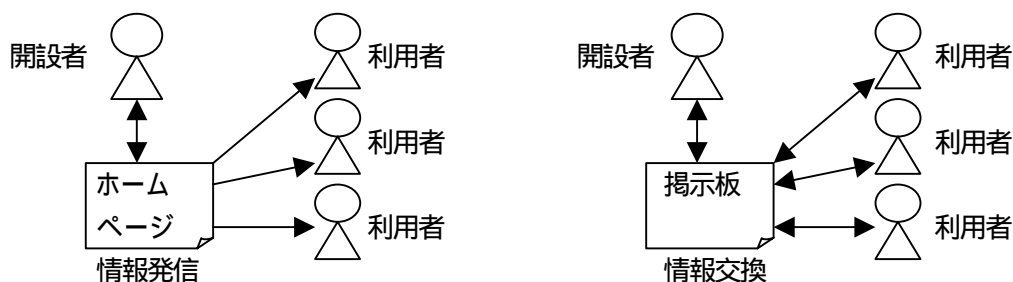 開設者
利用者
利用者
ホーム
ページ
利用者
情報発信
開設者
利用者
利用者
掲示板
利用者
情報交換